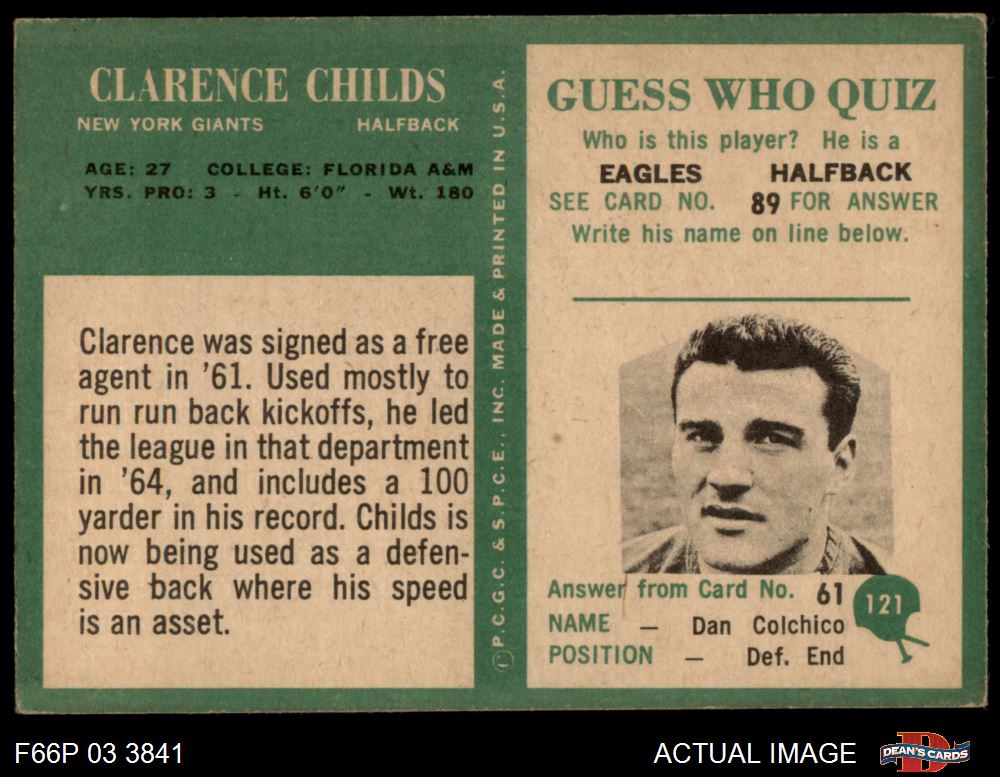 CLARENCE CHILDS
NEW YORK GIANTS HALFBACK
AGE: 27 COLLEGE: FLORIDA A&M
YRS. PRO: 3 - Ht. 6'0" - Wt. 180
Clarence was signed as a free
agent in '61. Used mostly to
run run back kickoffs, he led
the league in that department
in '64, and includes a 100
yarder in his record. Childs is
now being used as a defen-
sive back where his speed
is an asset.
©P.C.G.C. & S.P.C.E., INC. MADE & PRINTED IN U.S.A.
GUESS WHO QUIZ
Who is this player? He is a
EAGLES HALFBACK
SEE CARD NO. 89 FOR ANSWER
Write his name on line below.
Answer from Card No. 61
NAME — Dan Colchico
POSITION — Def. End
121
F66P 03 3841
ACTUAL IMAGE
D
DEAN'S CARDS